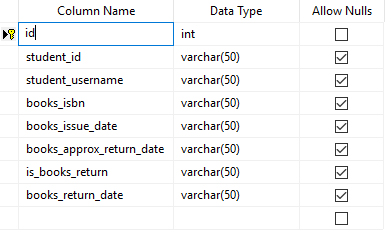 Column Name Data Type Allow Nulls
id int
student_id varchar(50)
student_username varchar(50)
books_isbn varchar(50)
books_issue_date varchar(50)
books_approx_return_date varchar(50)
is_books_return varchar(50)
books_return_date varchar(50)